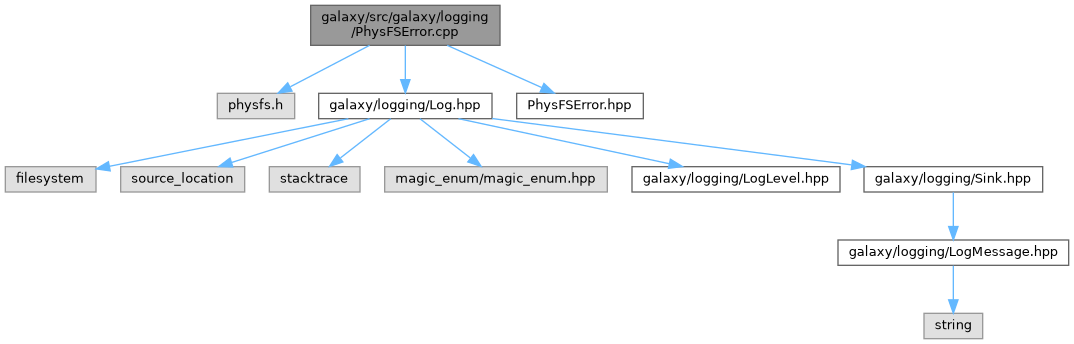 galaxy/src/galaxy/logging
/PhysFSError.cpp
physfs.h
galaxy/logging/Log.hpp
PhysFSError.hpp
filesystem
source_location
stacktrace
magic_enum/magic_enum.hpp
galaxy/logging/LogLevel.hpp
galaxy/logging/Sink.hpp
galaxy/logging/LogMessage.hpp
string